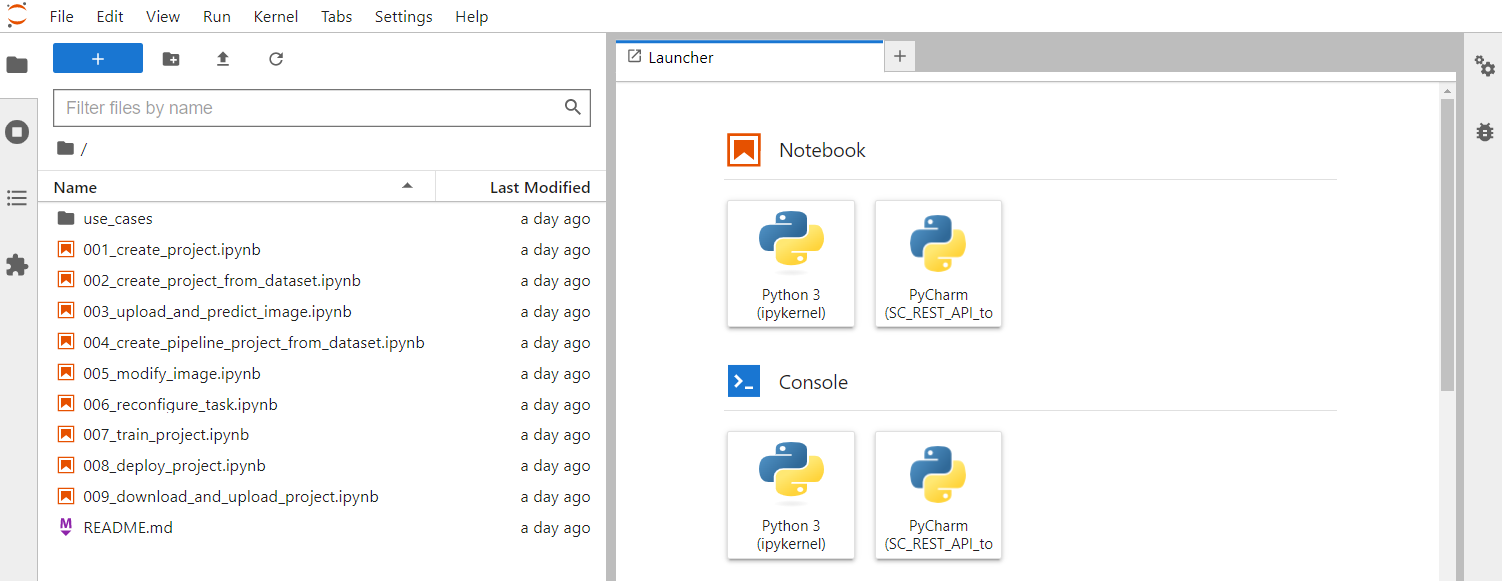 File Edit View Run Kernel Tabs Settings Help
Filter files by name
/
Name Last Modified
use_cases a day ago
001_create_project.ipynb a day ago
002_create_project_from_dataset.ipynb a day ago
003_upload_and_predict_image.ipynb a day ago
004_create_pipeline_project_from_dataset.ipynb a day ago
005_modify_image.ipynb a day ago
006_reconfigure_task.ipynb a day ago
007_train_project.ipynb a day ago
008_deploy_project.ipynb a day ago
009_download_and_upload_project.ipynb a day ago
README.md a day ago
Launcher
Notebook
Python 3
(ipykernel)
PyCharm
(SC_REST_API_to
Console
Python 3
(ipykernel)
PyCharm
(SC_REST_API_to